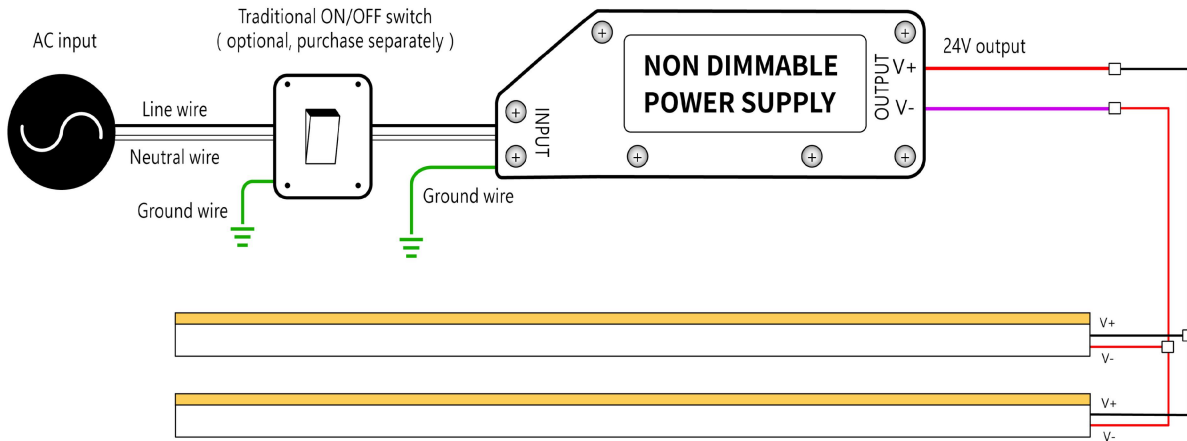 AC input
Traditional ON/OFF switch
( optional, purchase separately )
Line wire
Neutral wire
Ground wire
INPUT
Ground wire
NON DIMMABLE
POWER SUPPLY
OUTPUT
V+
V-
24V output
V+
V-
V+
V-